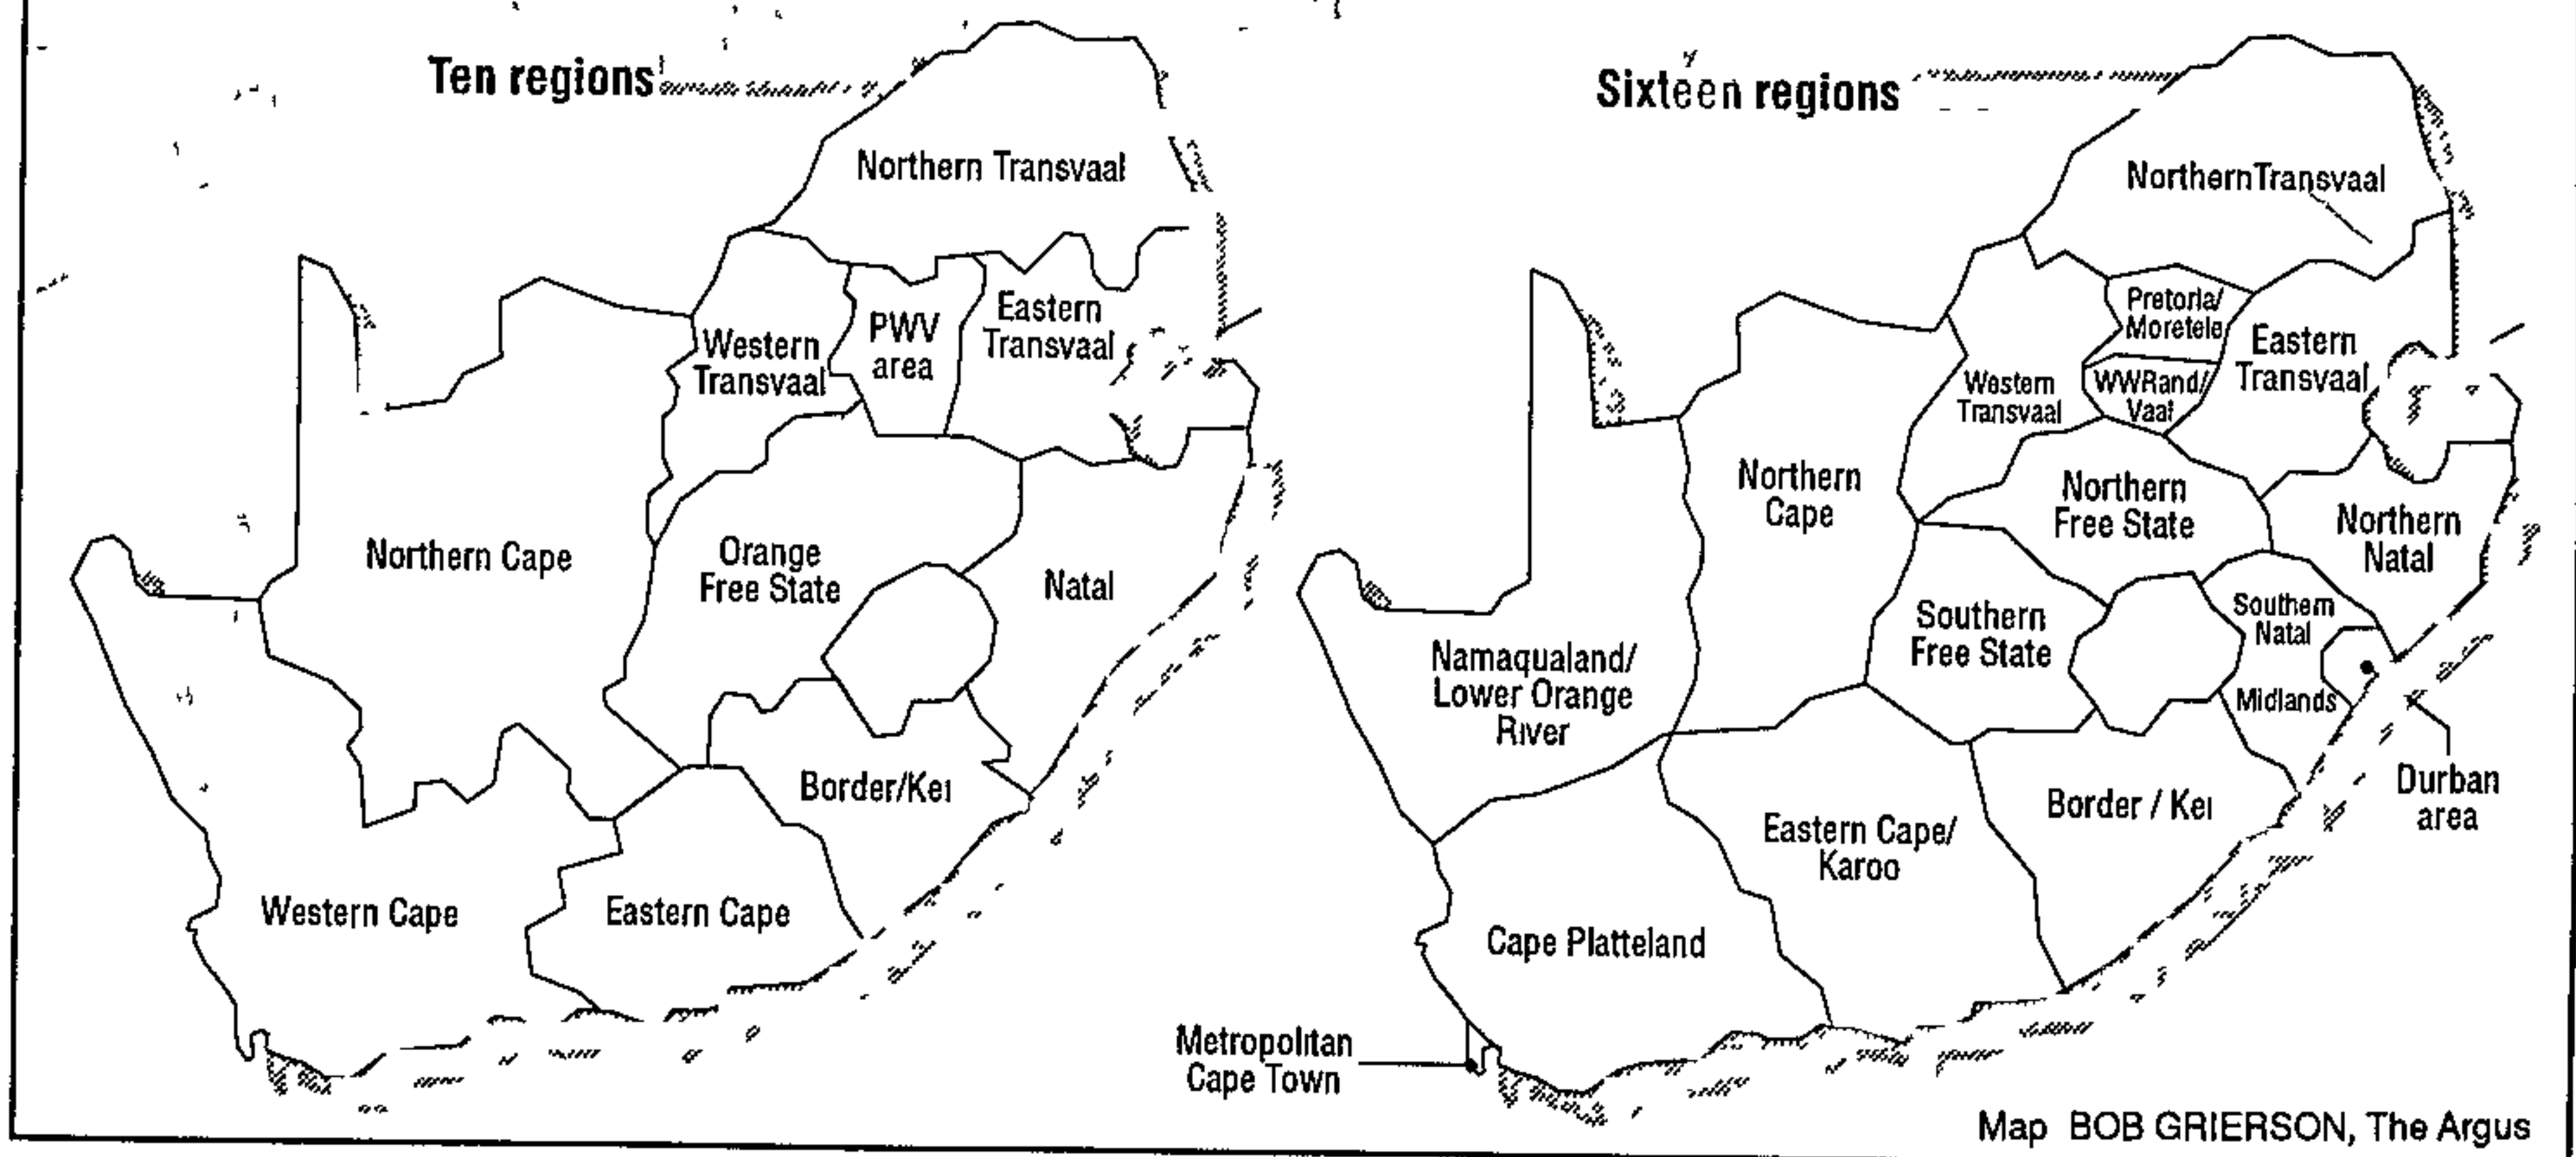 Ten regions
Northern Transvaal
Western
Transvaal
PWV
area
Eastern
Transvaal
Northern Cape
Orange
Free State
Natal
Border/Kei
Western Cape
Eastern Cape
Sixteen regions
NorthernTransvaal
Pretoria/
Moretele
Eastern
Transvaal
Western
Transvaal
WWRand/
Vaal
Northern
Cape
Northern
Free State
Northern
Natal
Southern
Free State
Southern
Natal
Midlands
Namaqualand/
Lower Orange
River
Durban
area
Border / Kei
Eastern Cape/
Karoo
Cape Platteland
Metropolitan
Cape Town
Map BOB GRIERSON, The Argus